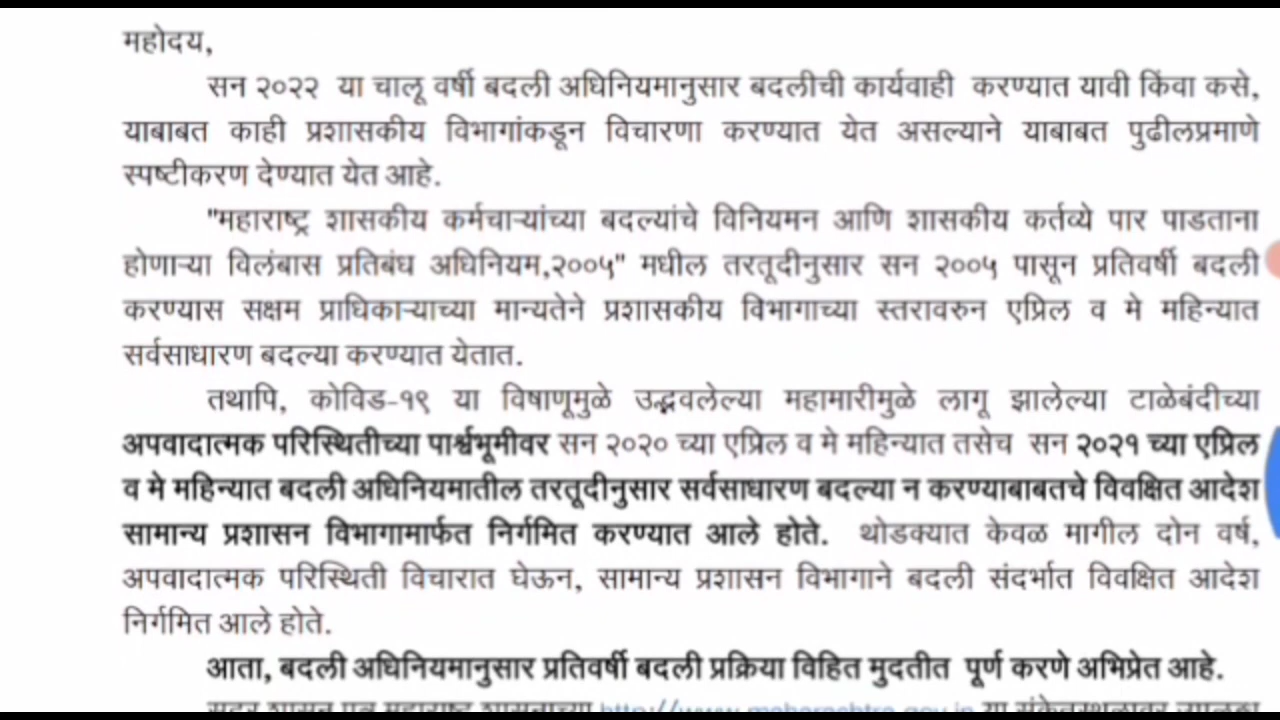 महोदय,
सन २०२२ या चालू वर्षी बदली अधिनियमानुसार बदलीची कार्यवाही करण्यात यावी किंवा कसे,
याबाबत काही प्रशासकीय विभागांकडून विचारणा करण्यात येत असल्याने याबाबत पुढीलप्रमाणे
स्पष्टीकरण देण्यात येत आहे.
"महाराष्ट्र शासकीय कर्मचाऱ्यांच्या बदल्यांचे विनियमन आणि शासकीय कर्तव्ये पार पाडताना
होणाऱ्या विलंबास प्रतिबंध अधिनियम,२००५" मधील तरतूदीनुसार सन २००५ पासून प्रतिवर्षी बदली
करण्यास सक्षम प्राधिकाऱ्याच्या मान्यतेने प्रशासकीय विभागाच्या स्तरावरुन एप्रिल व मे महिन्यात
सर्वसाधारण बदल्या करण्यात येतात.
तथापि, कोविड-१९ या विषाणूमुळे उद्भवलेल्या महामारीमुळे लागू झालेल्या टाळेबंदीच्या
अपवादात्मक परिस्थितीच्या पार्श्वभूमीवर सन २०२० च्या एप्रिल व मे महिन्यात तसेच सन २०२१ च्या एप्रिल
व मे महिन्यात बदली अधिनियमातील तरतूदीनुसार सर्वसाधारण बदल्या न करण्याबाबतचे विवक्षित आदेश
सामान्य प्रशासन विभागामार्फत निर्गमित करण्यात आले होते. थोडक्यात केवळ मागील दोन वर्ष,
अपवादात्मक परिस्थिती विचारात घेऊन, सामान्य प्रशासन विभागाने बदली संदर्भात विवक्षित आदेश
निर्गमित आले होते.
आता, बदली अधिनियमानुसार प्रतिवर्षी बदली प्रक्रिया विहित मुदतीत पूर्ण करणे अभिप्रेत आहे.